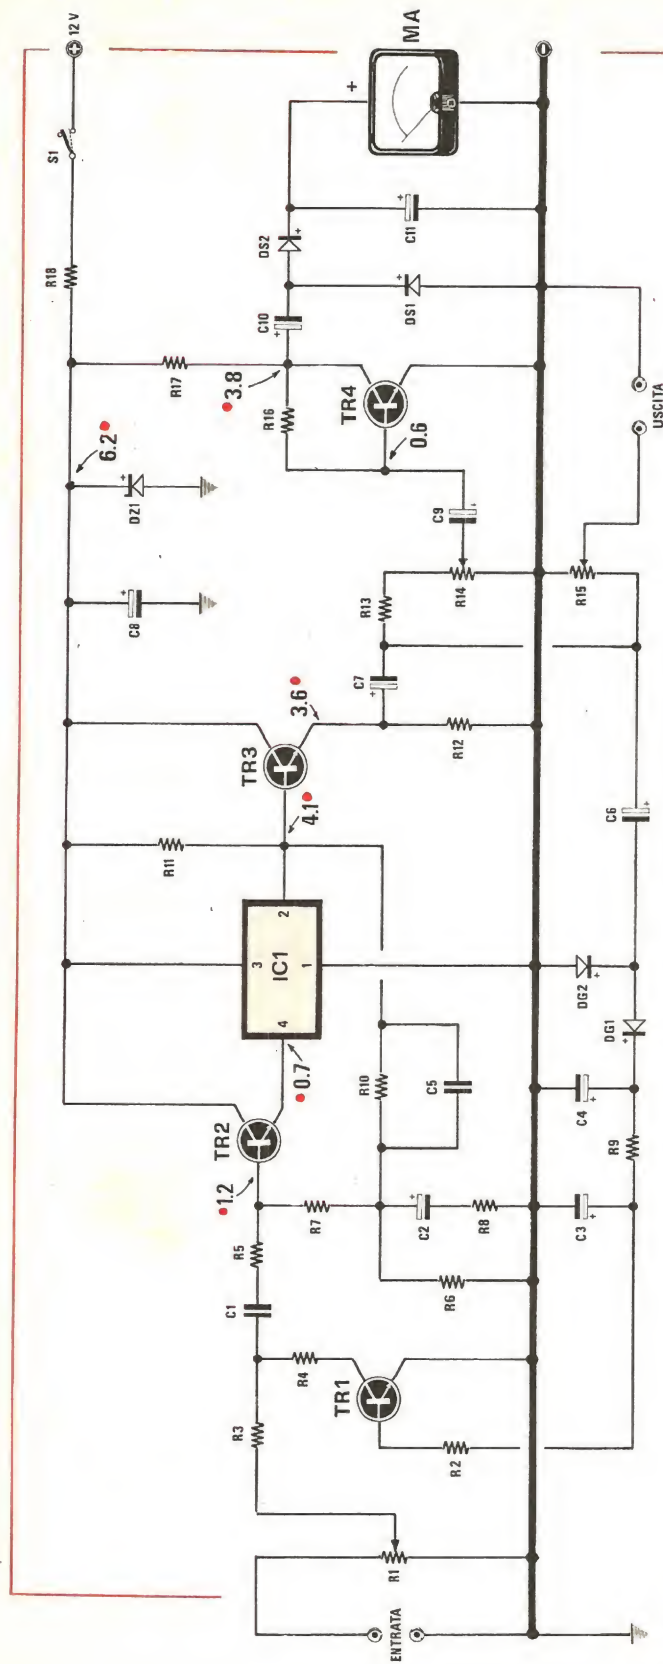 12 V
S1
R18
6.2
DZ1
C8
R17
3.8
R16
C10
DS2
+
MA
C11
DS1
TR4
0.6
C9
R13
R14
C7
3.6
TR3
4.1
R11
R12
IC1
3
2
1
4
0.7
TR2
1.2
R5
C1
R7
R10
C5
C2
R8
R6
R4
R3
TR1
R2
R1
ENTRATA
C3
C4
R9
DG1
DG2
C6
R15
USCITA